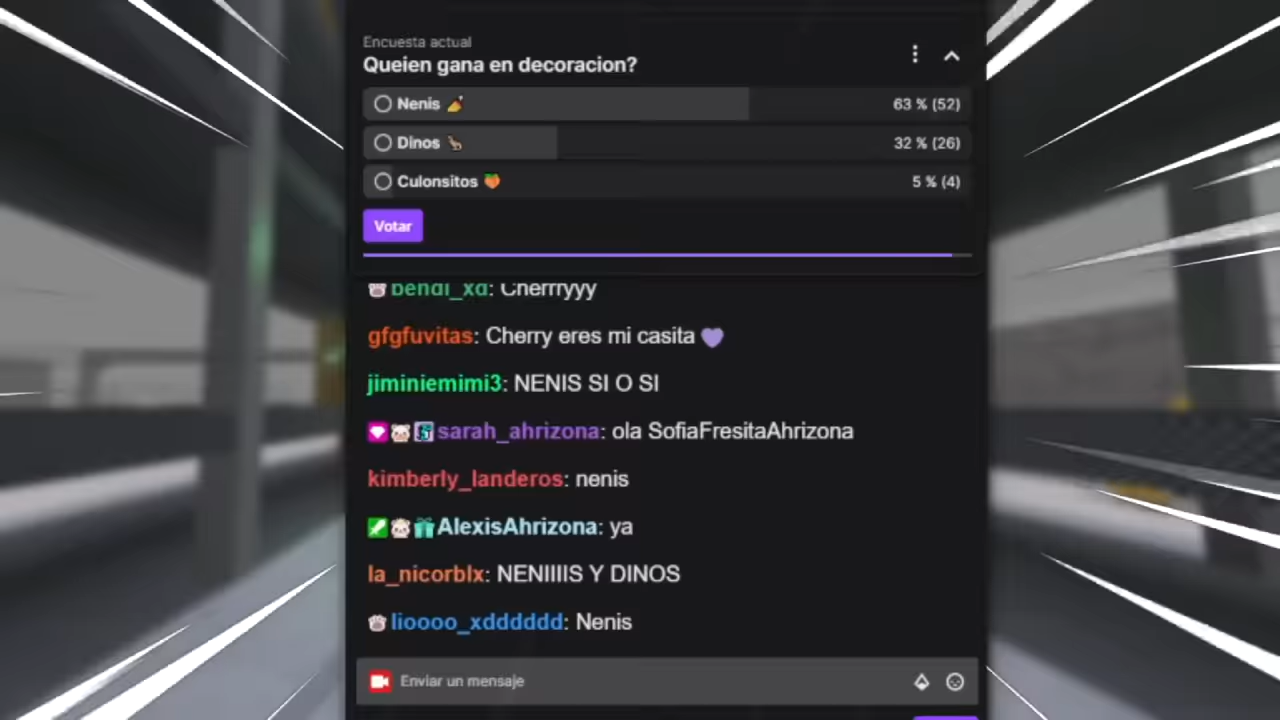 Encuesta actual
Queien gana en decoracion?
Nenis 💅 63 % (52)
Dinos 🦕 32 % (26)
Culonsitos 🍑 5 % (4)
Votar
bendi_xd: Cherrryyy
gfgfuvitas: Cherry eres mi casita 💜
jiminiemimi3: NENIS SI O SI
sarah_ahrizona: ola SofiaFresitaAhrizona
kimberly_landeros: nenis
AlexisAhrizona: ya
la_nicorblx: NENIIIIS Y DINOS
lioooo_xdddddd: Nenis
Enviar un mensaje